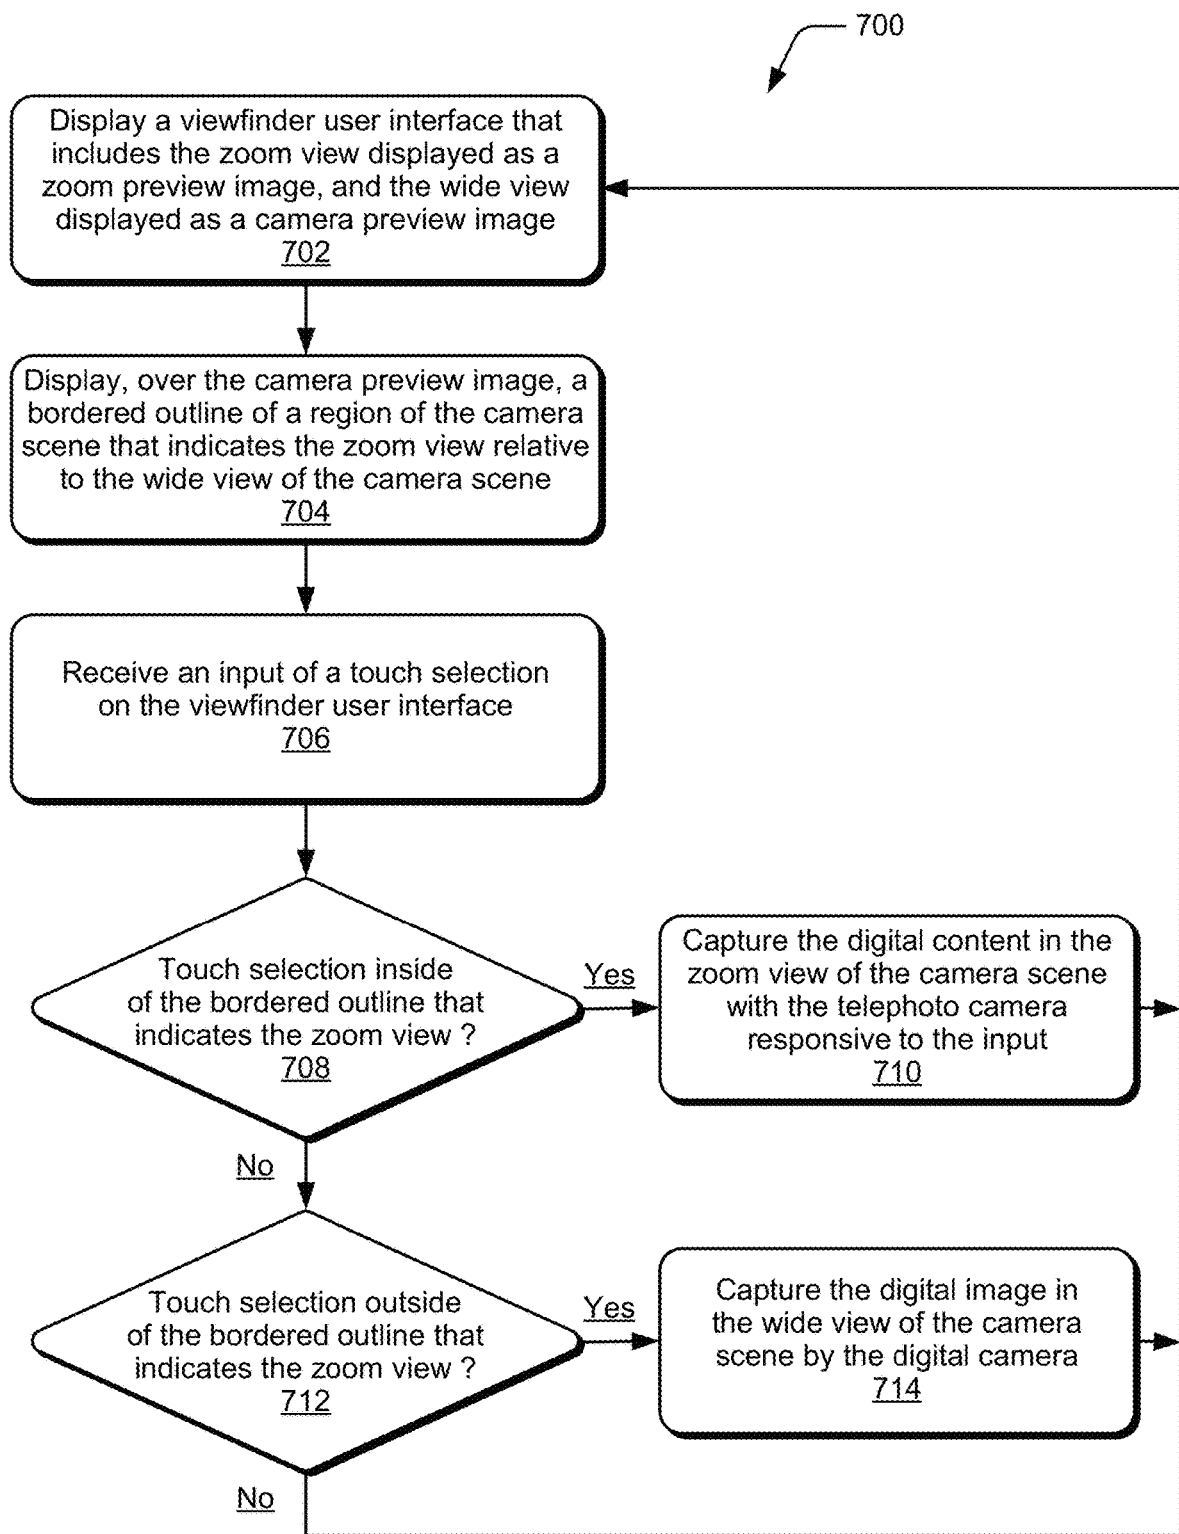 700
Display a viewfinder user interface that
includes the zoom view displayed as a
zoom preview image, and the wide view
displayed as a camera preview image
702
Display, over the camera preview image, a
bordered outline of a region of the camera
scene that indicates the zoom view relative
to the wide view of the camera scene
704
Receive an input of a touch selection
on the viewfinder user interface
706
Touch selection inside
of the bordered outline that
indicates the zoom view ?
708
Yes
Capture the digital content in the
zoom view of the camera scene
with the telephoto camera
responsive to the input
710
No
Touch selection outside
of the bordered outline that
indicates the zoom view ?
712
Yes
Capture the digital image in
the wide view of the camera
scene by the digital camera
714
No